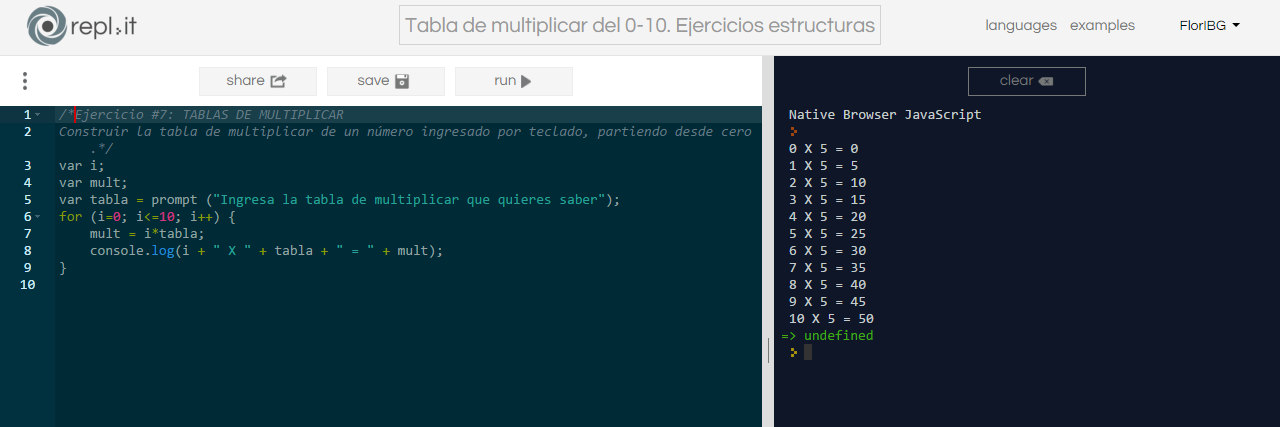 repl.it
Tabla de multiplicar del 0-10. Ejercicios estructuras
languages examples FlorIBG
share save run
clear
1 /*Ejercicio #7: TABLAS DE MULTIPLICAR
2 Construir la tabla de multiplicar de un número ingresado por teclado, partiendo desde cero
.*/
3 var i;
4 var mult;
5 var tabla = prompt ("Ingresa la tabla de multiplicar que quieres saber");
6 for (i=0; i<=10; i++) {
7 mult = i*tabla;
8 console.log(i + " X " + tabla + " = " + mult);
9 }
10
Native Browser JavaScript
0 X 5 = 0
1 X 5 = 5
2 X 5 = 10
3 X 5 = 15
4 X 5 = 20
5 X 5 = 25
6 X 5 = 30
7 X 5 = 35
8 X 5 = 40
9 X 5 = 45
10 X 5 = 50
=> undefined